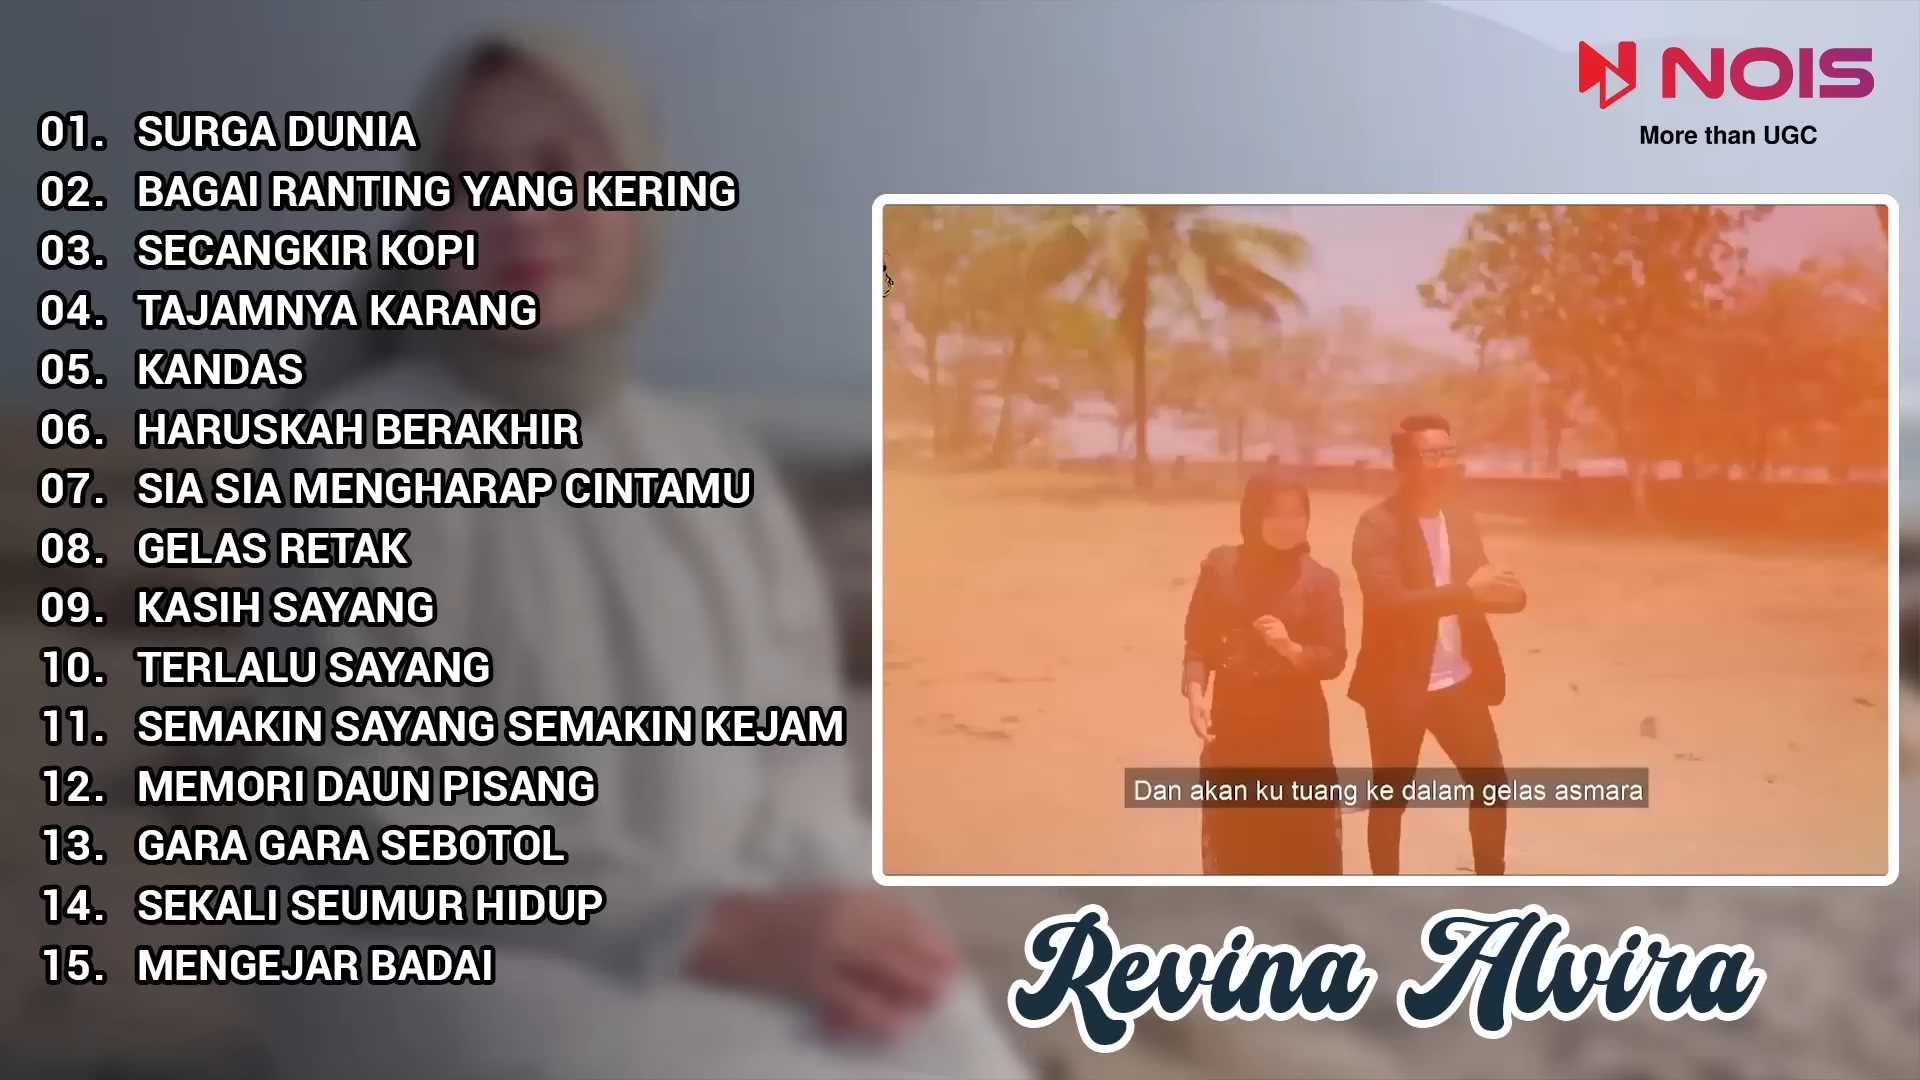 NOIS
More than UGC
01. SURGA DUNIA
02. BAGAI RANTING YANG KERING
03. SECANGKIR KOPI
04. TAJAMNYA KARANG
05. KANDAS
06. HARUSKAH BERAKHIR
07. SIA SIA MENGHARAP CINTAMU
08. GELAS RETAK
09. KASIH SAYANG
10. TERLALU SAYANG
11. SEMAKIN SAYANG SEMAKIN KEJAM
12. MEMORI DAUN PISANG
13. GARA GARA SEBOTOL
14. SEKALI SEUMUR HIDUP
15. MENGEJAR BADAI
Dan akan ku tuang ke dalam gelas asmara
Revina Alvira